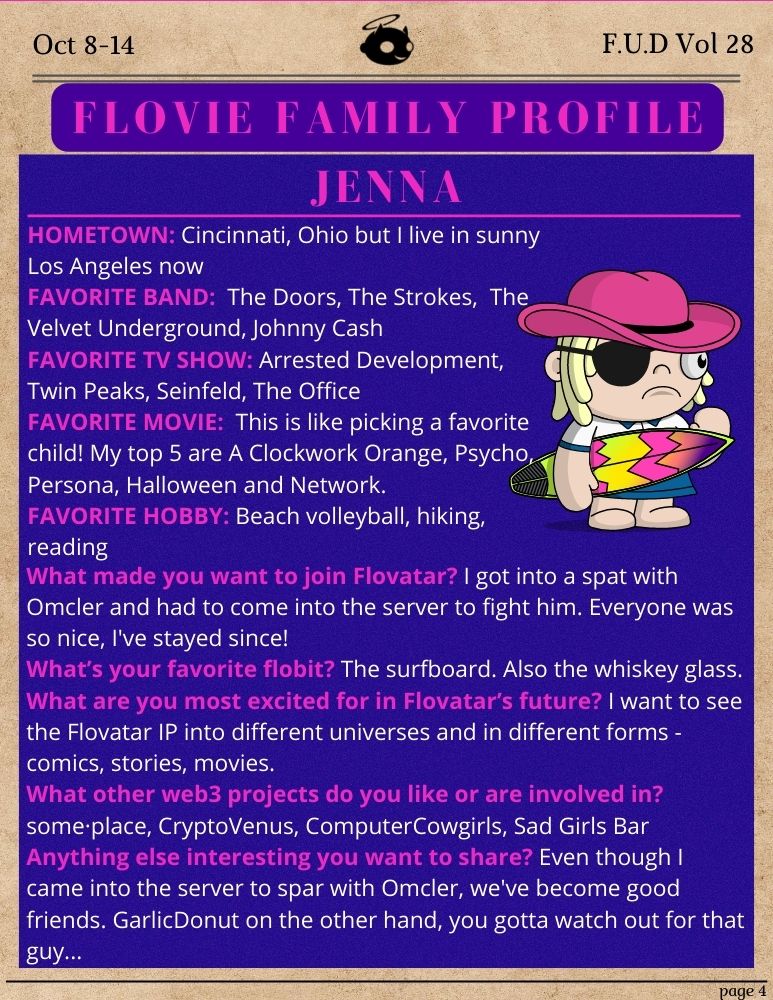 Oct 8-14
F.U.D Vol 28
FLOVIE FAMILY PROFILE
JENNA
HOMETOWN: Cincinnati, Ohio but I live in sunny
Los Angeles now
FAVORITE BAND: The Doors, The Strokes, The
Velvet Underground, Johnny Cash
FAVORITE TV SHOW: Arrested Development,
Twin Peaks, Seinfeld, The Office
FAVORITE MOVIE: This is like picking a favorite
child! My top 5 are A Clockwork Orange, Psycho,
Persona, Halloween and Network.
FAVORITE HOBBY: Beach volleyball, hiking,
reading
What made you want to join Flovatar? I got into a spat with
Omcler and had to come into the server to fight him. Everyone was
so nice, I've stayed since!
What’s your favorite flobit? The surfboard. Also the whiskey glass.
What are you most excited for in Flovatar’s future? I want to see
the Flovatar IP into different universes and in different forms -
comics, stories, movies.
What other web3 projects do you like or are involved in?
some·place, CryptoVenus, ComputerCowgirls, Sad Girls Bar
Anything else interesting you want to share? Even though I
came into the server to spar with Omcler, we've become good
friends. GarlicDonut on the other hand, you gotta watch out for that
guy...
page 4